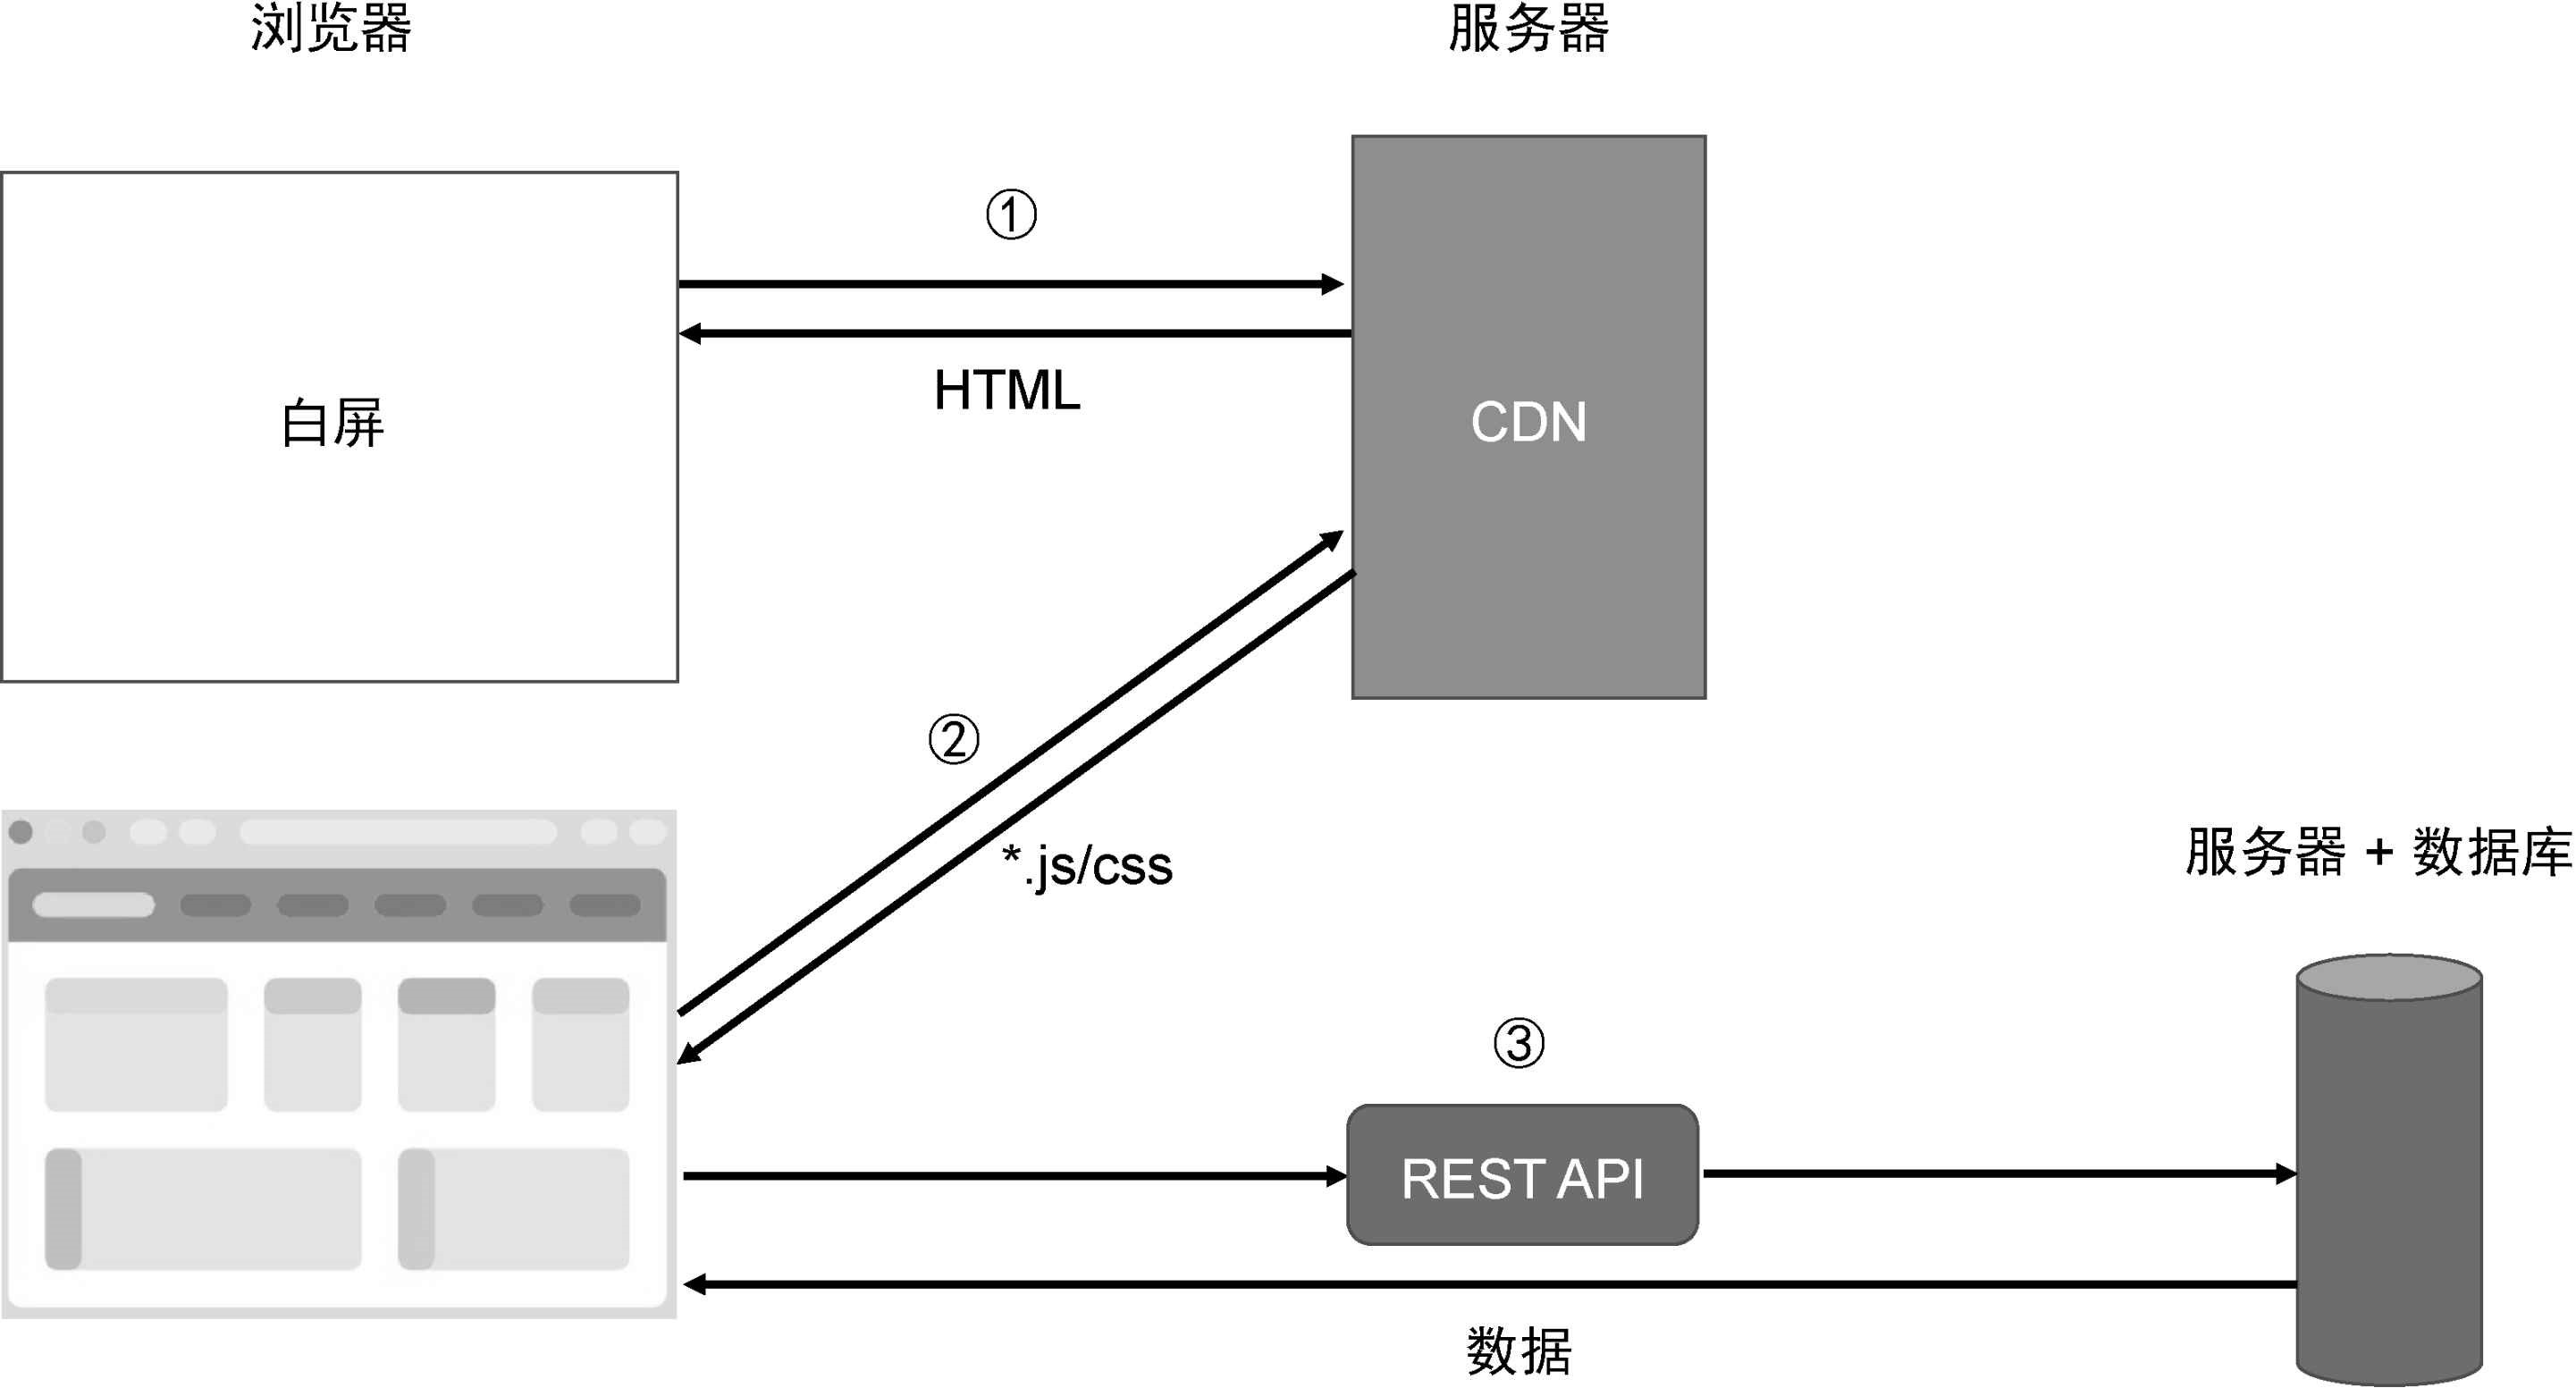 浏览器
服务器
①
HTML
白屏
CDN
②
*.js/css
服务器 + 数据库
③
REST API
数据